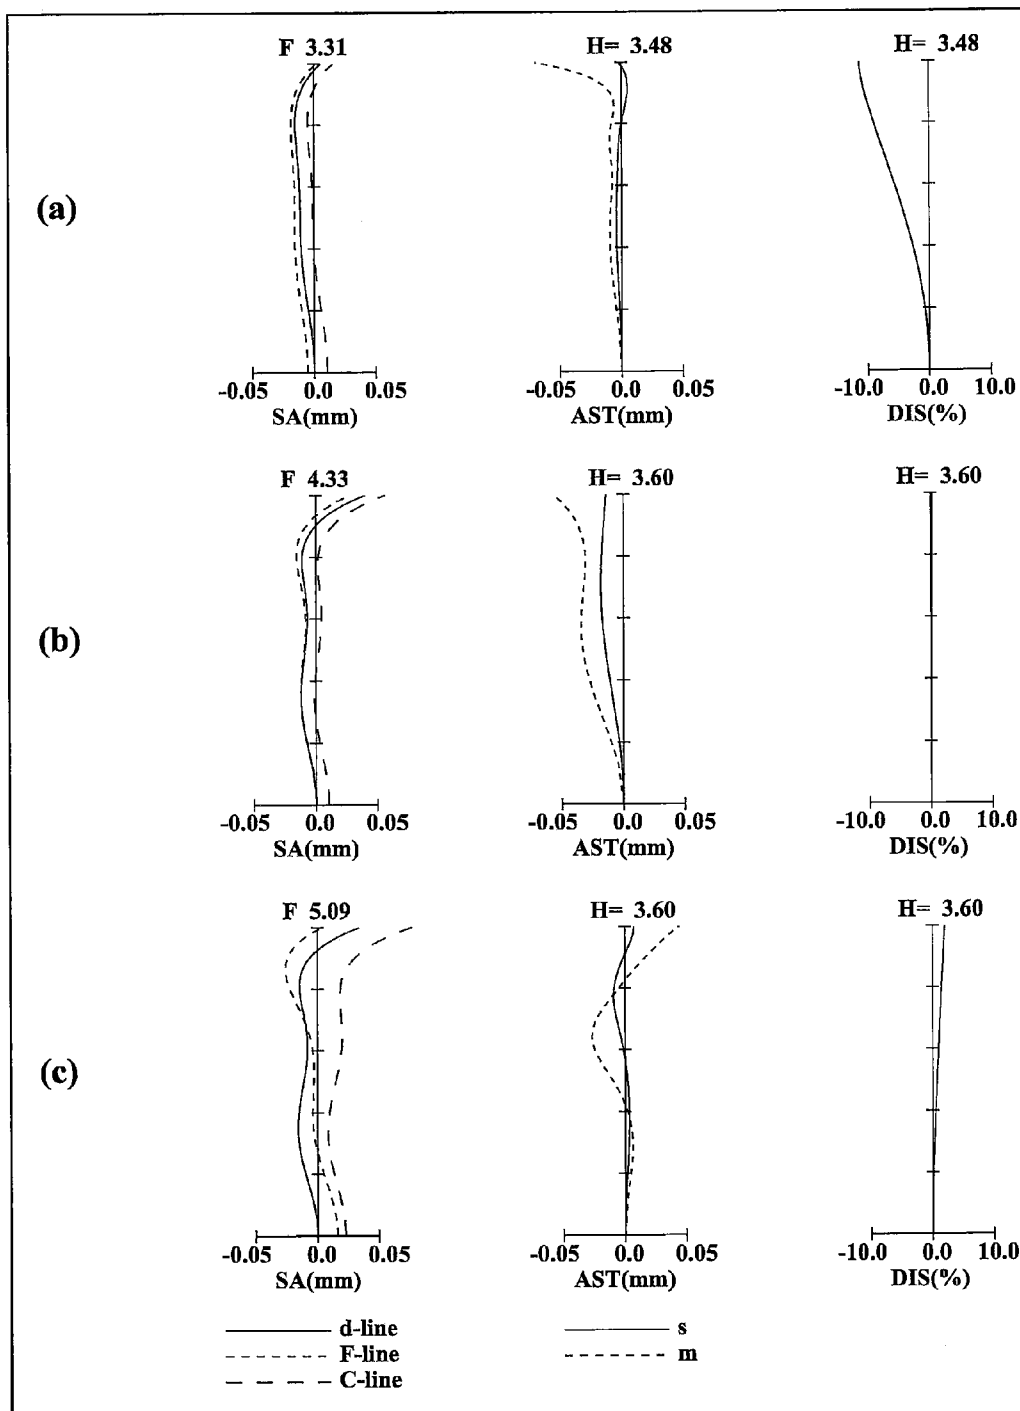 F 3.31 H= 3.48 H= 3.48
(a)
-0.05 0.0 0.05 -0.05 0.0 0.05 -10.0 0.0 10.0
SA(mm) AST(mm) DIS(%)
F 4.33 H= 3.60 H= 3.60
(b)
-0.05 0.0 0.05 -0.05 0.0 0.05 -10.0 0.0 10.0
SA(mm) AST(mm) DIS(%)
F 5.09 H= 3.60 H= 3.60
(c)
-0.05 0.0 0.05 -0.05 0.0 0.05 -10.0 0.0 10.0
SA(mm) AST(mm) DIS(%)
d-line s
F-line m
C-line